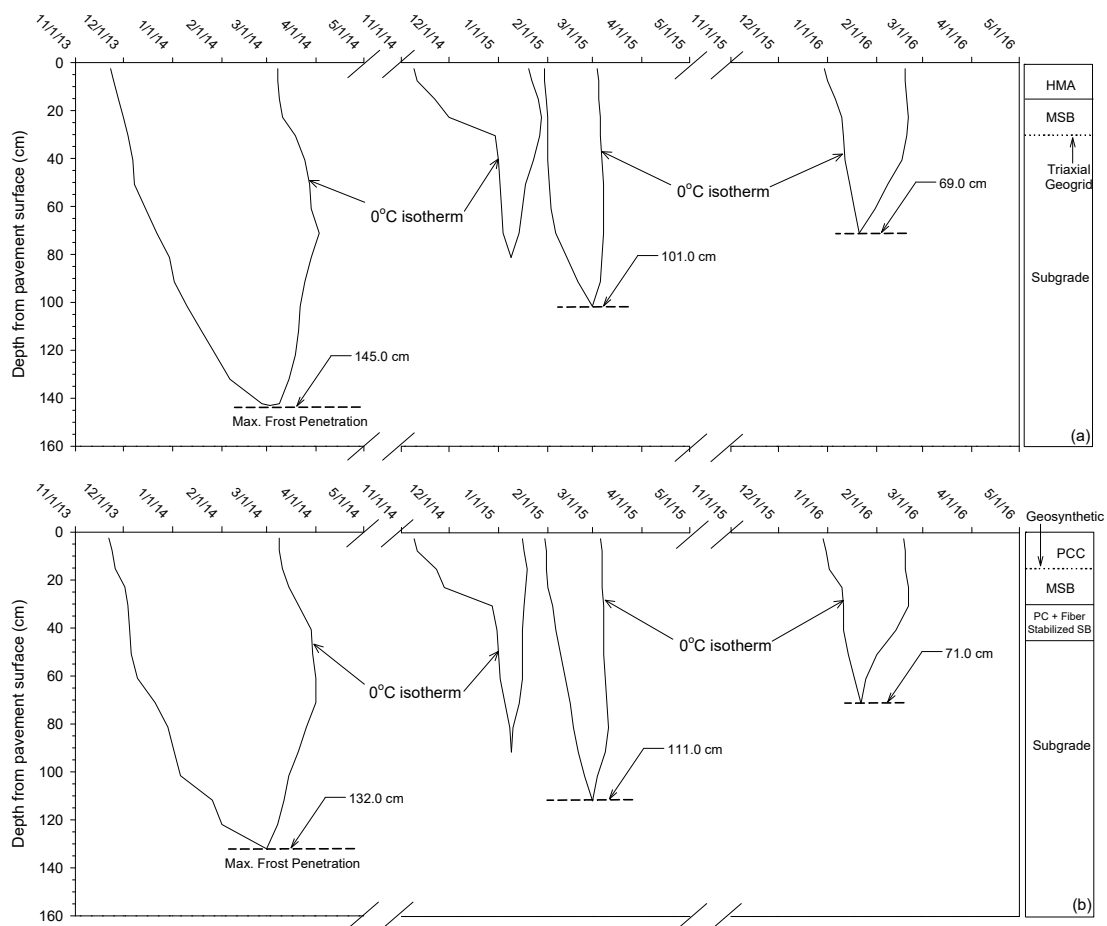 11/1/13
12/1/13
1/1/14
2/1/14
3/1/14
4/1/14
5/1/14
11/1/14
12/1/14
1/1/15
2/1/15
3/1/15
4/1/15
5/1/15
11/1/15
12/1/15
1/1/16
2/1/16
3/1/16
4/1/16
5/1/16
Depth from pavement surface (cm)
0
20
40
60
80
100
120
140
160
0°C isotherm
0°C isotherm
145.0 cm
Max. Frost Penetration
101.0 cm
69.0 cm
HMA
MSB
Triaxial
Geogrid
Subgrade
(a)
11/1/13
12/1/13
1/1/14
2/1/14
3/1/14
4/1/14
5/1/14
11/1/14
12/1/14
1/1/15
2/1/15
3/1/15
4/1/15
5/1/15
11/1/15
12/1/15
1/1/16
2/1/16
3/1/16
4/1/16
5/1/16
Depth from pavement surface (cm)
0
20
40
60
80
100
120
140
160
0°C isotherm
0°C isotherm
132.0 cm
Max. Frost Penetration
111.0 cm
71.0 cm
Geosynthetic
PCC
MSB
PC + Fiber
Stabilized SB
Subgrade
(b)